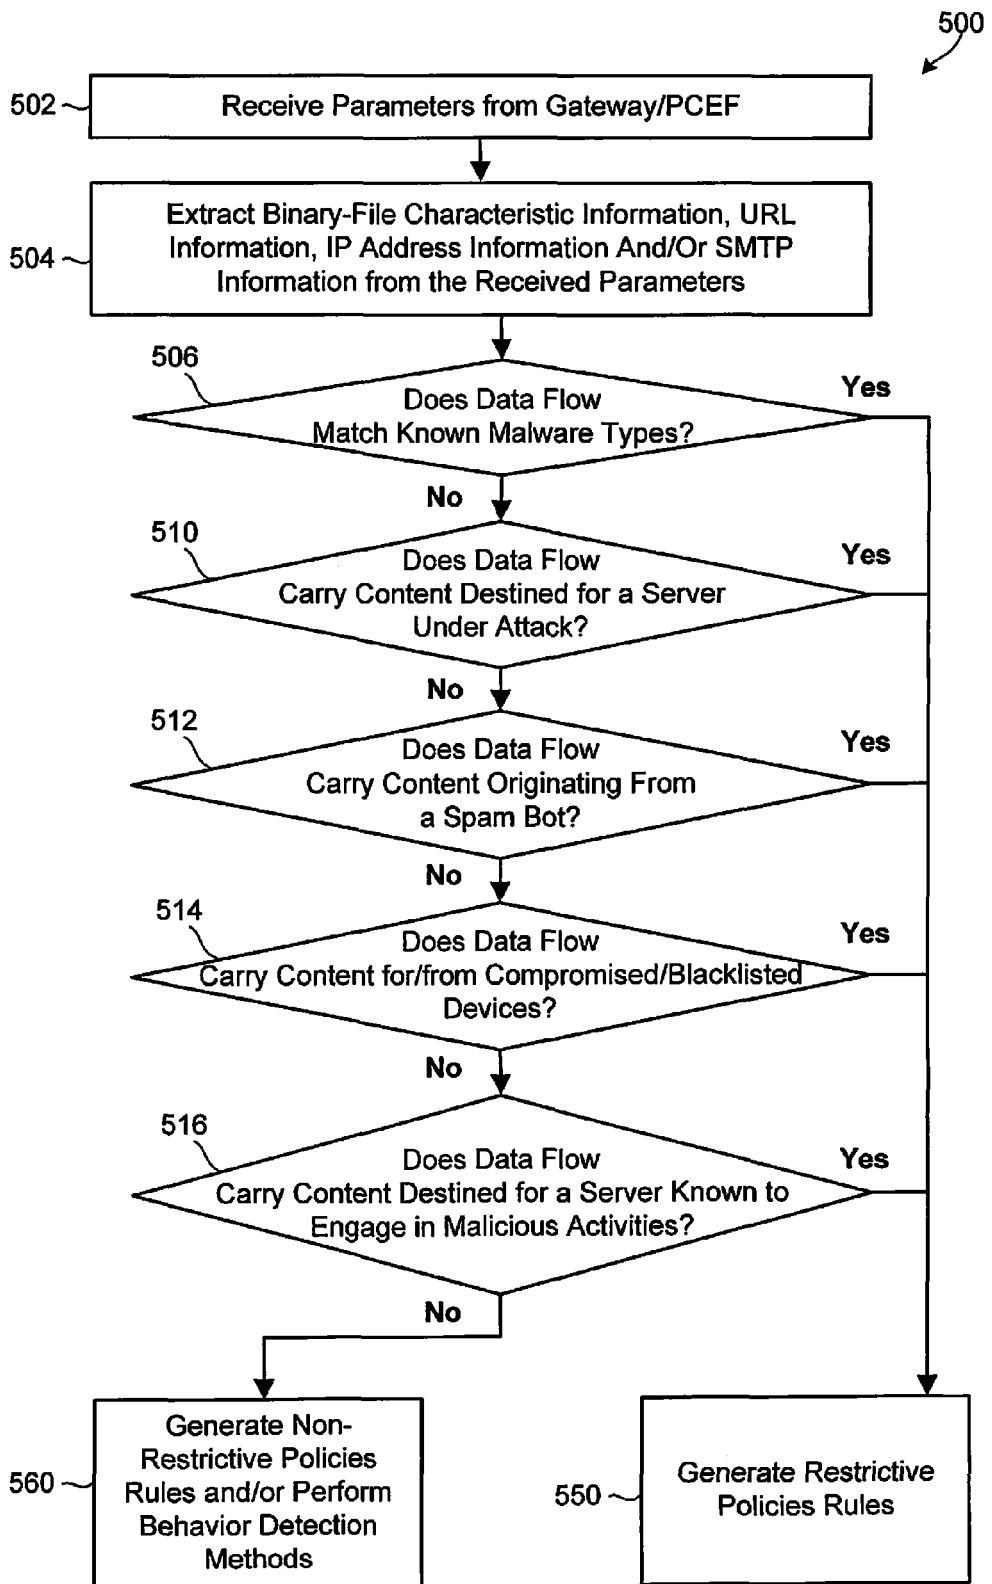 500
502
Receive Parameters from Gateway/PCEF
504
Extract Binary-File Characteristic Information, URL
Information, IP Address Information And/Or SMTP
Information from the Received Parameters
506
Does Data Flow
Match Known Malware Types?
Yes
No
510
Does Data Flow
Carry Content Destined for a Server
Under Attack?
Yes
No
512
Does Data Flow
Carry Content Originating From
a Spam Bot?
Yes
No
514
Does Data Flow
Carry Content for/from Compromised/Blacklisted
Devices?
Yes
No
516
Does Data Flow
Carry Content Destined for a Server Known to
Engage in Malicious Activities?
Yes
No
560
Generate Non-
Restrictive Policies
Rules and/or Perform
Behavior Detection
Methods
550
Generate Restrictive
Policies Rules